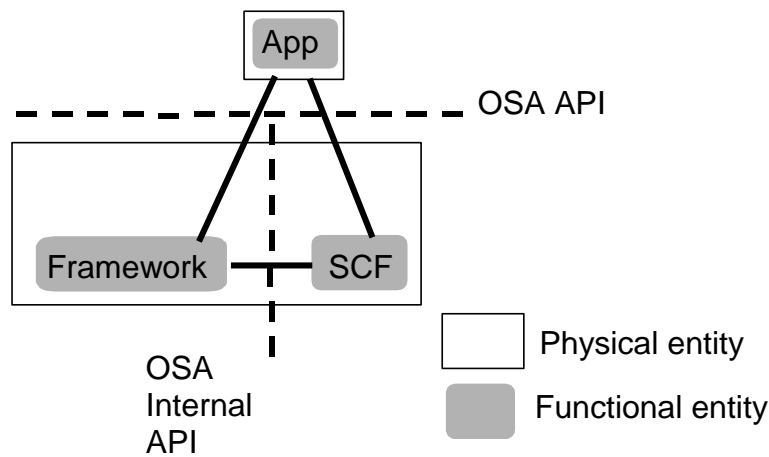 App
OSA API
Framework
SCF
OSA
Internal
API
Physical entity
Functional entity